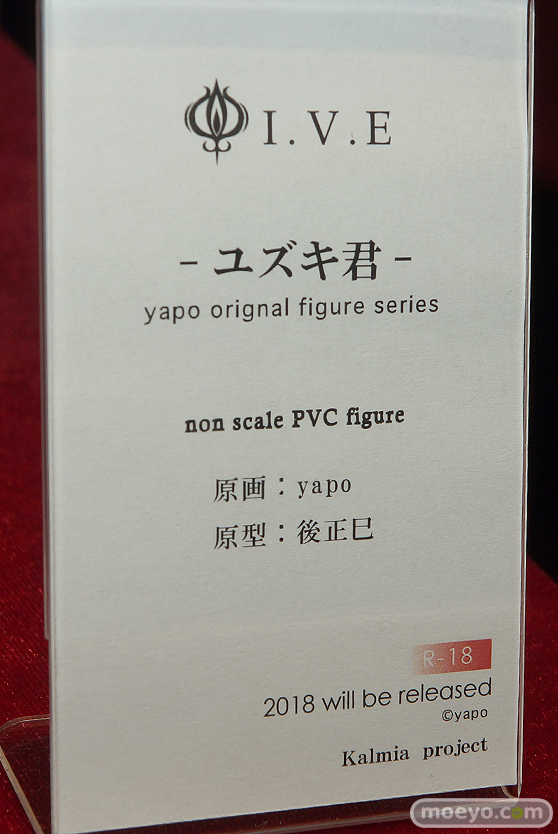 I.V.E
-ユズキ君-
yapo orignal figure series
non scale PVC figure
原画：yapo
原型：後正巳
R-18
2018 will be released
©yapo
Kalmia project
moeyo.com